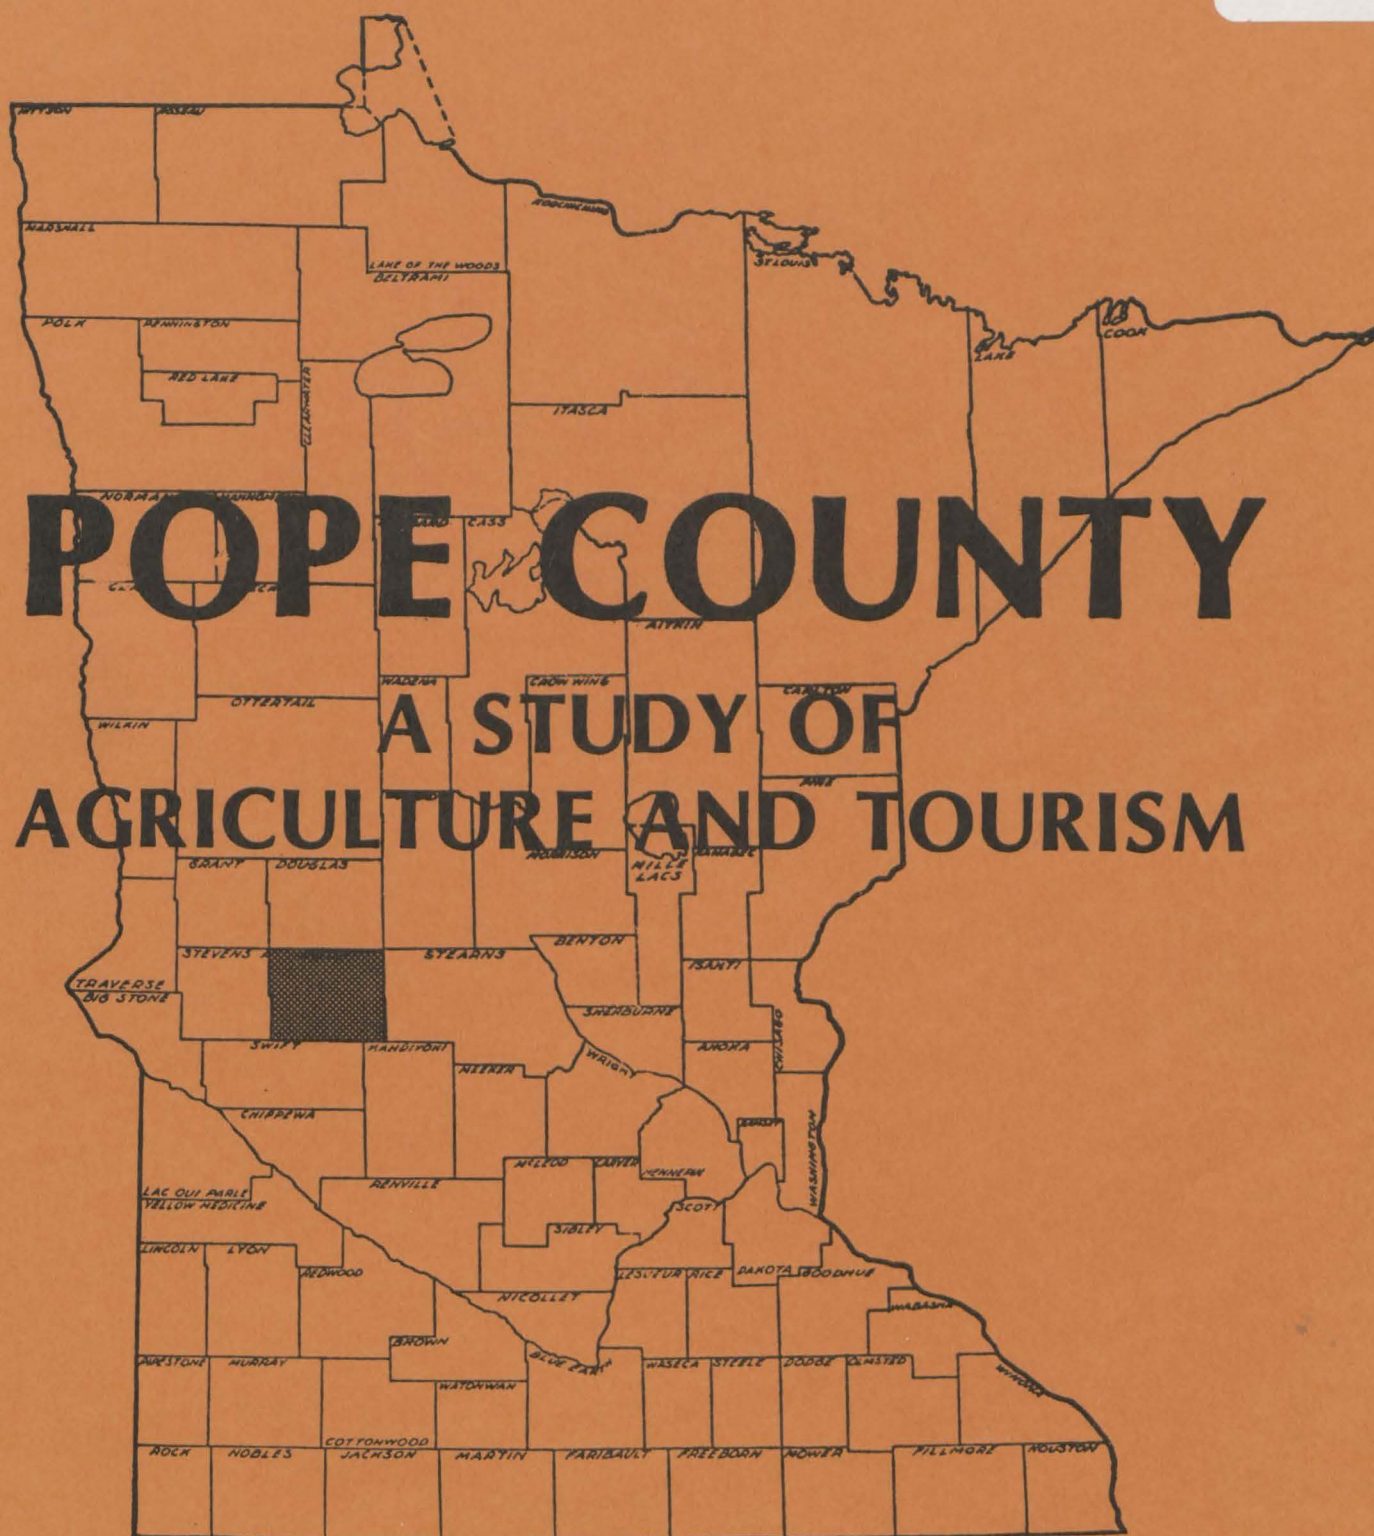 KITTSON ROSEAU
KOOCHICHING
MARSHALL
LAKE OF THE WOODS
BELTRAMI
ST LOUIS
POLK PENNINGTON
COOK
LAKE
RED LAKE
CLEARWATER
ITASCA
NORMAN MAHNOMEN
CASS
POPE COUNTY
AITKIN
WADENA CROW WING CARLTON
OTTERTAIL
A STUDY OF
WILKIN
PINE
AGRICULTURE AND TOURISM
MORRISON KANABEC
GRANT DOUGLAS MILLE
LACS
BENTON
STEVENS STEARNS
ISANTI
TRAVERSE
BIG STONE
SHERBURNE
CHISAGO
SWIFT KANDIYOHI ANOKA
WRIGHT
MEEKER
CHIPPEWA
RAMSEY
WASHINGTON
McLEOD CARVER
HENNEPIN
RENVILLE
LAC QUI PARLE
YELLOW MEDICINE
SCOTT
SIBLEY
LINCOLN LYON
REDWOOD LESUEUR RICE DAKOTA GOODHUE
NICOLLET
WABASHA
BROWN
BLUE EARTH
PIPESTONE MURRAY WASECA STEELE DODGE OLMSTED
WINONA
WATONWAN
COTTONWOOD
ROCK NOBLES JACKSON MARTIN FARIBAULT FREEBORN MOWER FILLMORE HOUSTON